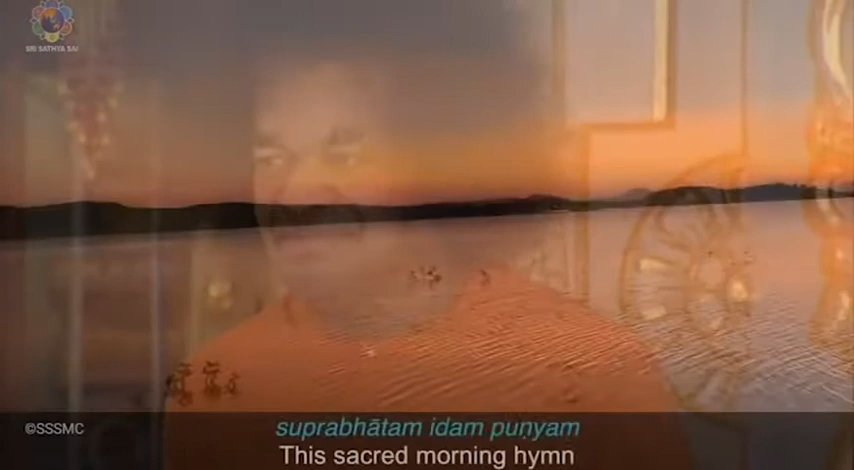 SRI SATHYA SAI
©SSSMC
suprabhātam idam punyam
This sacred morning hymn